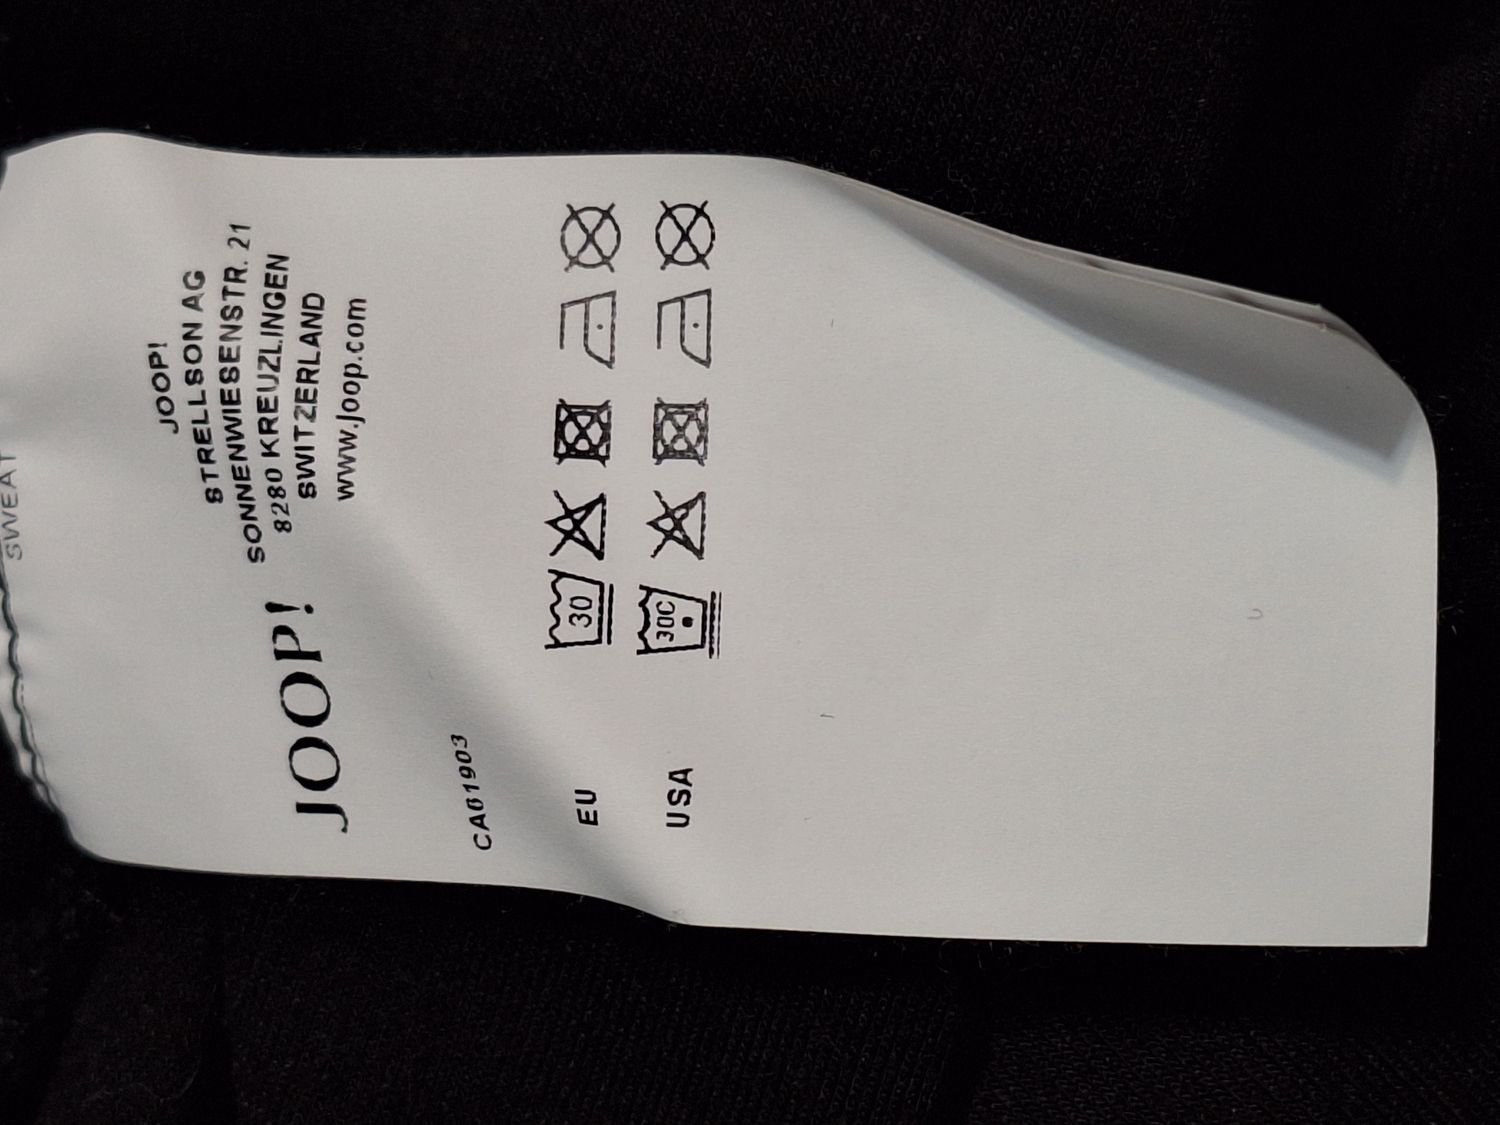 SWEAT
JOOP!
STRELLSON AG
SONNENWIESENSTR. 21
8280 KREUZLINGEN
SWITZERLAND
www.joop.com
JOOP!
CA61903
EU 30
USA 30C